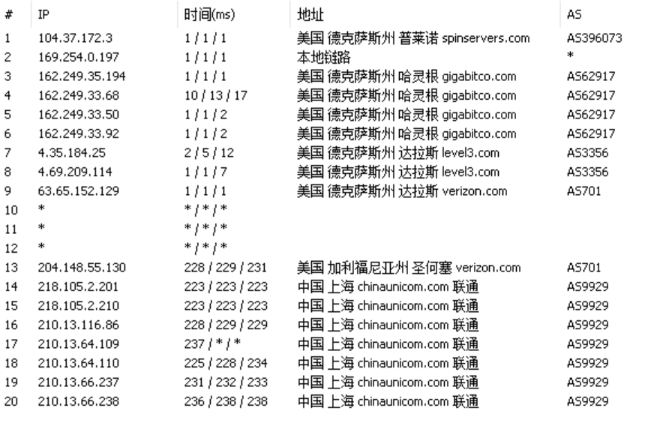 # IP 时间(ms) 地址 AS
1 104.37.172.3 1 / 1 / 1 美国 德克萨斯州 普莱诺 spinservers.com AS396073
2 169.254.0.197 1 / 1 / 1 本地链路 *
3 162.249.35.194 1 / 1 / 1 美国 德克萨斯州 哈灵根 gigabitco.com AS62917
4 162.249.33.68 10 / 13 / 17 美国 德克萨斯州 哈灵根 gigabitco.com AS62917
5 162.249.33.50 1 / 1 / 2 美国 德克萨斯州 哈灵根 gigabitco.com AS62917
6 162.249.33.92 1 / 1 / 2 美国 德克萨斯州 哈灵根 gigabitco.com AS62917
7 4.35.184.25 2 / 5 / 12 美国 德克萨斯州 达拉斯 level3.com AS3356
8 4.69.209.114 1 / 1 / 7 美国 德克萨斯州 达拉斯 level3.com AS3356
9 63.65.152.129 1 / 1 / 1 美国 德克萨斯州 达拉斯 verizon.com AS701
10 * * / * / *
11 * * / * / *
12 * * / * / *
13 204.148.55.130 228 / 229 / 231 美国 加利福尼亚州 圣何塞 verizon.com AS701
14 218.105.2.201 223 / 223 / 223 中国 上海 chinaunicom.com 联通 AS9929
15 218.105.2.210 223 / 223 / 223 中国 上海 chinaunicom.com 联通 AS9929
16 210.13.116.86 228 / 229 / 229 中国 上海 chinaunicom.com 联通 AS9929
17 210.13.64.109 237 / * / * 中国 上海 chinaunicom.com 联通 AS9929
18 210.13.64.110 225 / 228 / 234 中国 上海 chinaunicom.com 联通 AS9929
19 210.13.66.237 231 / 232 / 233 中国 上海 chinaunicom.com 联通 AS9929
20 210.13.66.238 236 / 238 / 238 中国 上海 chinaunicom.com 联通 AS9929